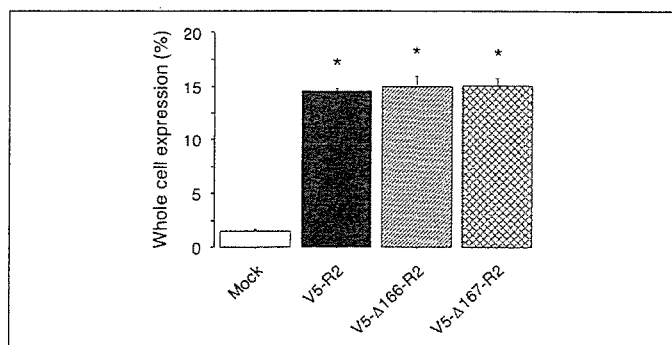 Whole cell expression (%)
20
15
10
5
0
*
*
*
Mock
V5-R2
V5-Δ166-R2
V5-Δ167-R2